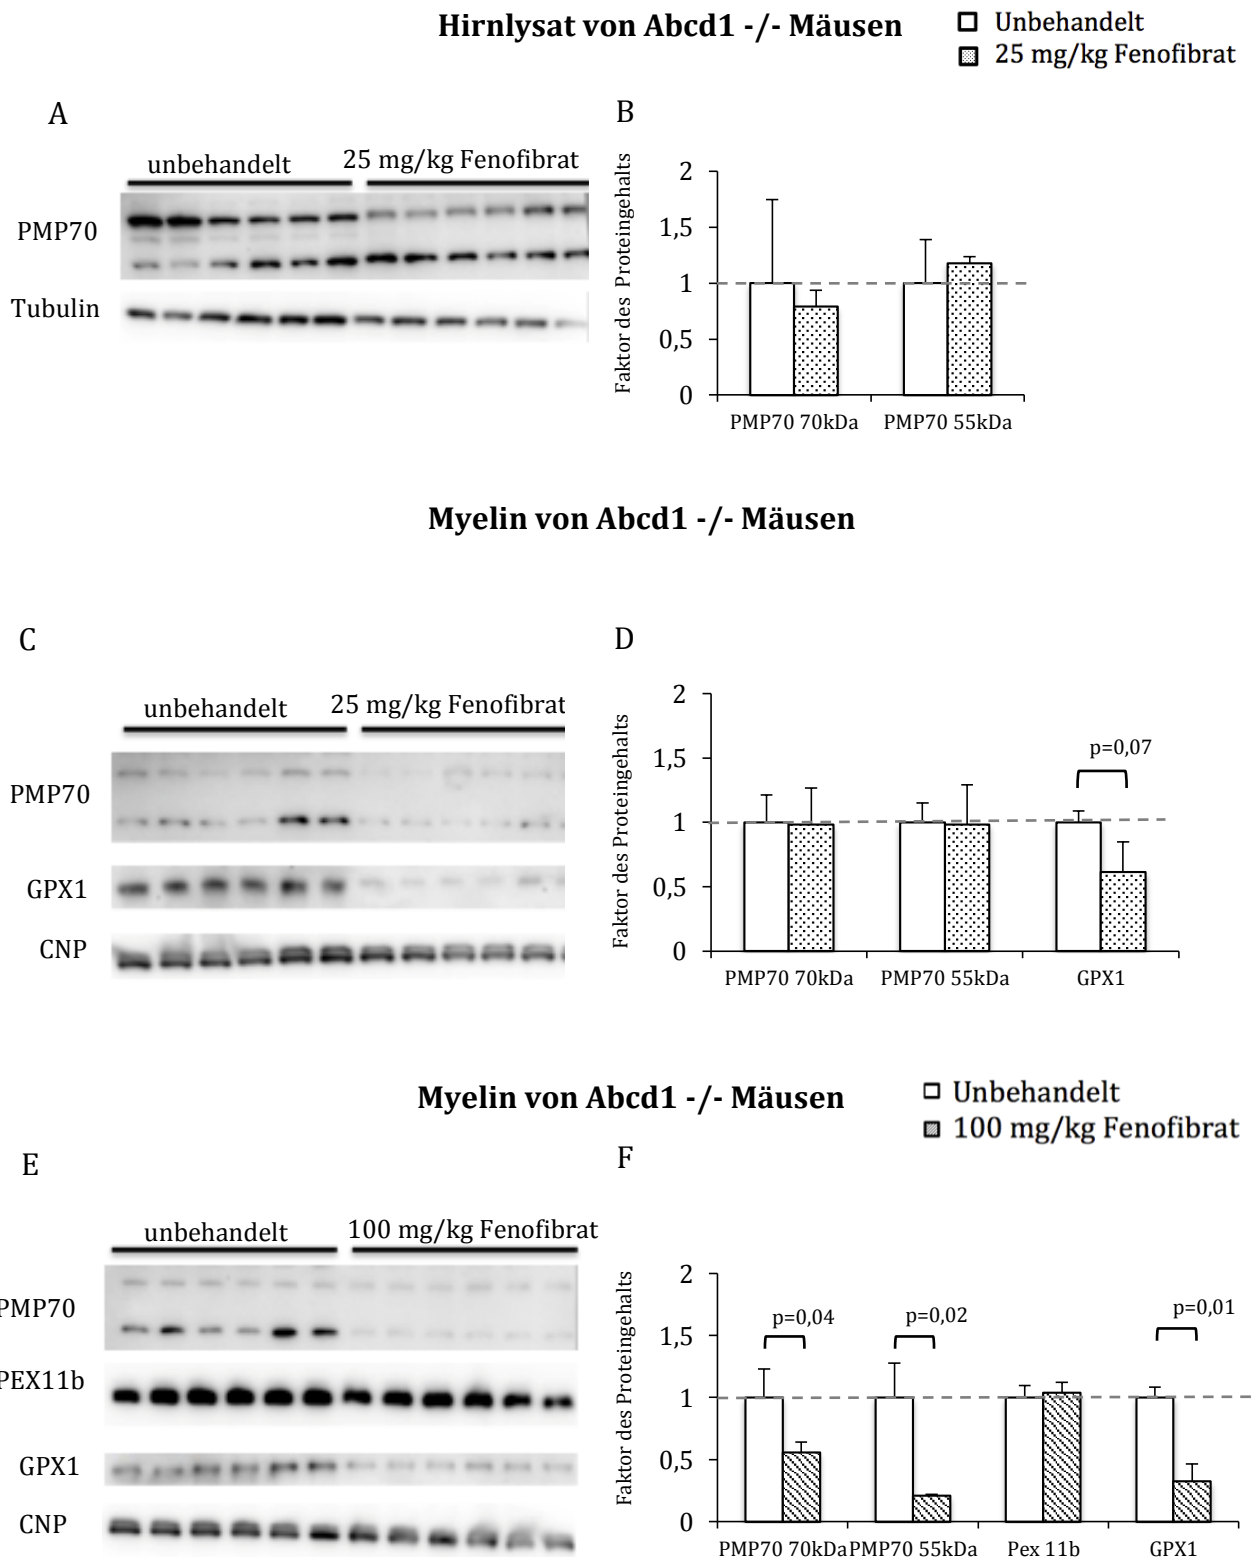 Hirnlysat von Abcd1 -/- Mäusen
Unbehandelt
25 mg/kg Fenofibrat
A
unbehandelt
25 mg/kg Fenofibrat
PMP70
Tubulin
B
Faktor des Proteingehalts
2
1,5
1
0,5
0
PMP70 70kDa
PMP70 55kDa
Myelin von Abcd1 -/- Mäusen
C
unbehandelt
25 mg/kg Fenofibrat
PMP70
GPX1
CNP
D
Faktor des Proteingehalts
2
1,5
1
0,5
0
p=0,07
PMP70 70kDa
PMP70 55kDa
GPX1
Myelin von Abcd1 -/- Mäusen
Unbehandelt
100 mg/kg Fenofibrat
E
unbehandelt
100 mg/kg Fenofibrat
PMP70
PEX11b
GPX1
CNP
F
Faktor des Proteingehalts
2
1,5
1
0,5
0
p=0,04
p=0,02
p=0,01
PMP70 70kDa
PMP70 55kDa
Pex 11b
GPX1